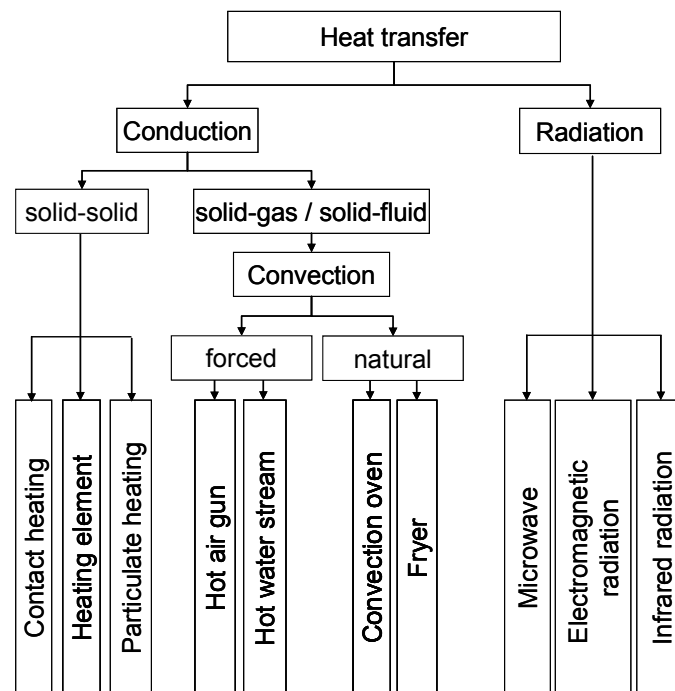 Heat transfer
Conduction
Radiation
solid-solid
solid-gas / solid-fluid
Convection
forced
natural
Contact heating
Heating element
Particulate heating
Hot air gun
Hot water stream
Convection oven
Fryer
Microwave
Electromagnetic
radiation
Infrared radiation